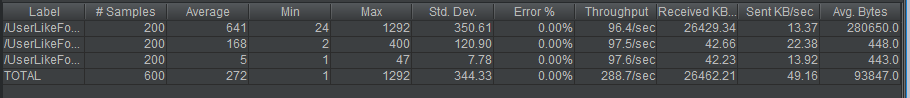 Label # Samples Average Min Max Std. Dev. Error % Throughput Received KB... Sent KB/sec Avg. Bytes
/UserLikeFo... 200 641 24 1292 350.61 0.00% 96.4/sec 26429.34 13.37 280650.0
/UserLikeFo... 200 168 2 400 120.90 0.00% 97.5/sec 42.66 22.38 448.0
/UserLikeFo... 200 5 1 47 7.78 0.00% 97.6/sec 42.23 13.92 443.0
TOTAL 600 272 1 1292 344.33 0.00% 288.7/sec 26462.21 49.16 93847.0